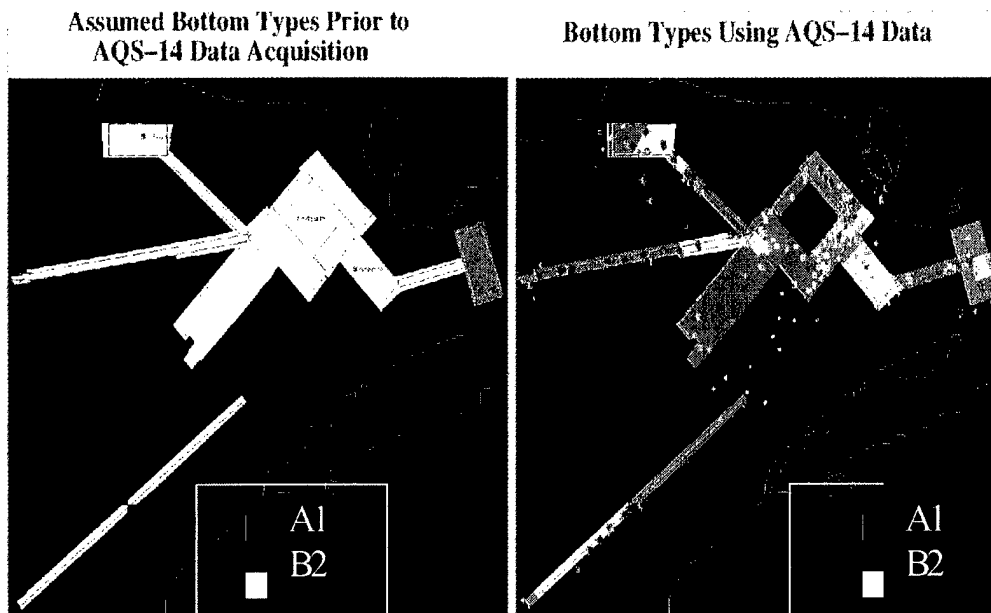 Assumed Bottom Types Prior to
AQS–14 Data Acquisition
Bottom Types Using AQS–14 Data
A1
B2
A1
B2